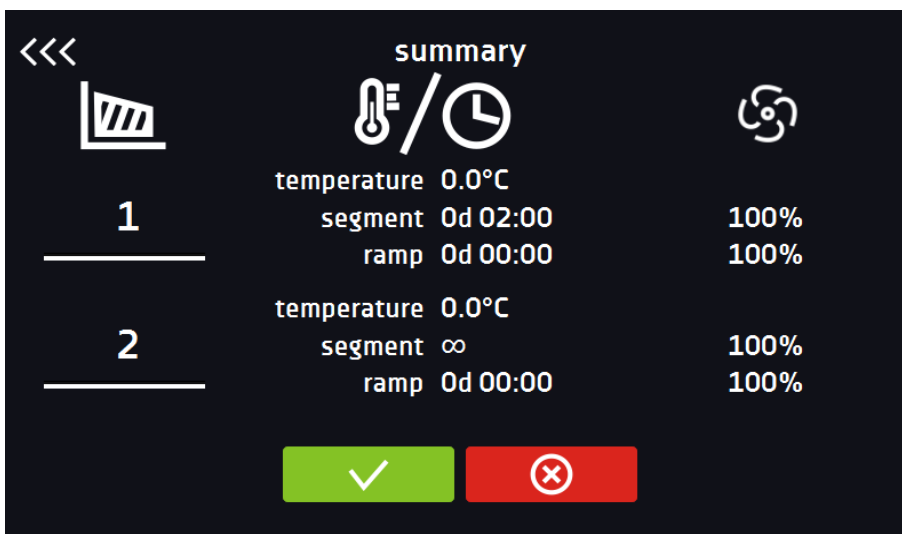 <<<
summary
temperature 0.0°C
1
segment 0d 02:00 100%
ramp 0d 00:00 100%
temperature 0.0°C
2
segment ∞ 100%
ramp 0d 00:00 100%